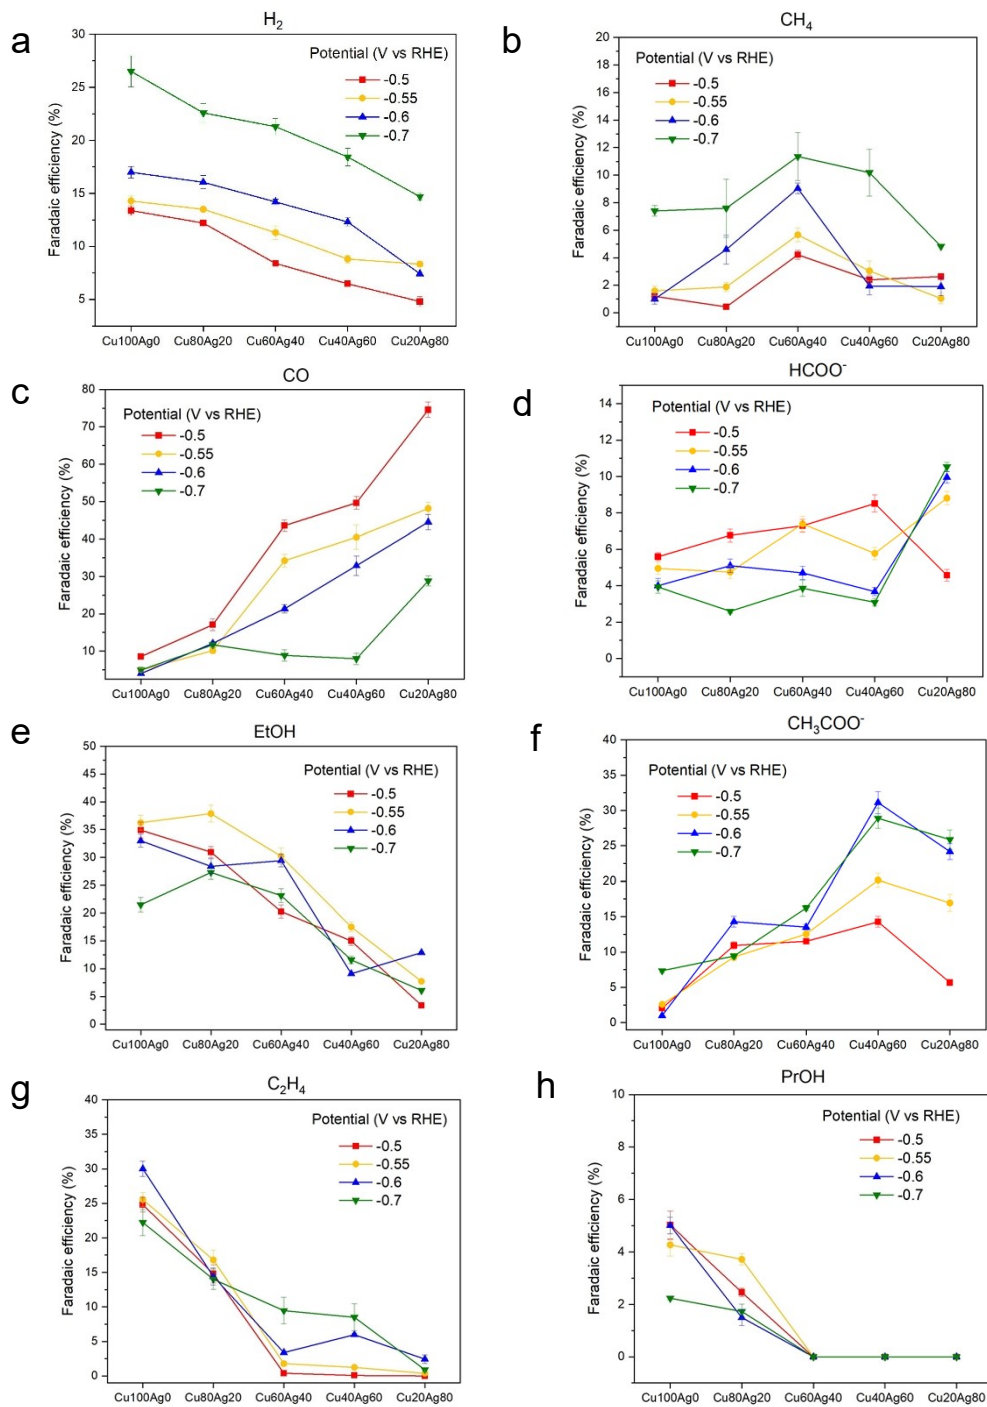 a
H₂
Faradaic efficiency (%)
30
25
20
15
10
5
Potential (V vs RHE)
-0.5
-0.55
-0.6
-0.7
Cu100Ag0 Cu80Ag20 Cu60Ag40 Cu40Ag60 Cu20Ag80
b
CH₄
Faradaic efficiency (%)
20
18
16
14
12
10
8
6
4
2
0
Potential (V vs RHE)
-0.5
-0.55
-0.6
-0.7
Cu100Ag0 Cu80Ag20 Cu60Ag40 Cu40Ag60 Cu20Ag80
c
CO
Faradaic efficiency (%)
80
70
60
50
40
30
20
10
Potential (V vs RHE)
-0.5
-0.55
-0.6
-0.7
Cu100Ag0 Cu80Ag20 Cu60Ag40 Cu40Ag60 Cu20Ag80
d
HCOO⁻
Faradaic efficiency (%)
14
12
10
8
6
4
2
0
Potential (V vs RHE)
-0.5
-0.55
-0.6
-0.7
Cu100Ag0 Cu80Ag20 Cu60Ag40 Cu40Ag60 Cu20Ag80
e
EtOH
Faradaic efficiency (%)
50
45
40
35
30
25
20
15
10
5
0
Potential (V vs RHE)
-0.5
-0.55
-0.6
-0.7
Cu100Ag0 Cu80Ag20 Cu60Ag40 Cu40Ag60 Cu20Ag80
f
CH₃COO⁻
Faradaic efficiency (%)
40
35
30
25
20
15
10
5
0
Potential (V vs RHE)
-0.5
-0.55
-0.6
-0.7
Cu100Ag0 Cu80Ag20 Cu60Ag40 Cu40Ag60 Cu20Ag80
g
C₂H₄
Faradaic efficiency (%)
40
35
30
25
20
15
10
5
0
Potential (V vs RHE)
-0.5
-0.55
-0.6
-0.7
Cu100Ag0 Cu80Ag20 Cu60Ag40 Cu40Ag60 Cu20Ag80
h
PrOH
Faradaic efficiency (%)
10
8
6
4
2
0
Potential (V vs RHE)
-0.5
-0.55
-0.6
-0.7
Cu100Ag0 Cu80Ag20 Cu60Ag40 Cu40Ag60 Cu20Ag80